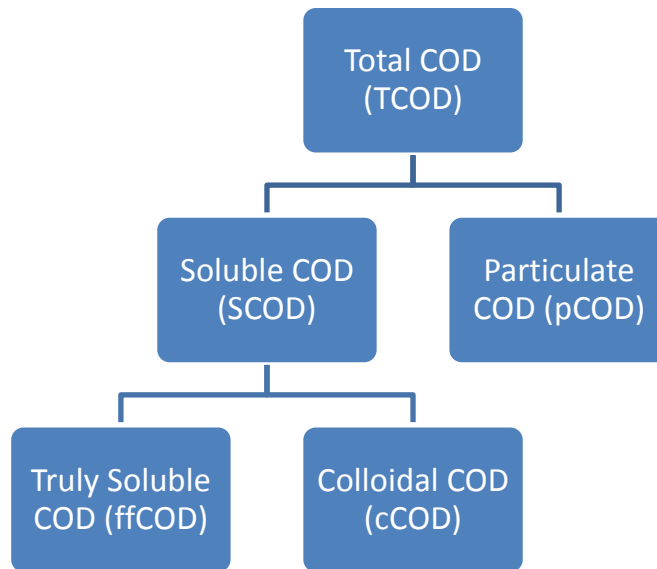 Total COD
(TCOD)
Soluble COD
(SCOD)
Particulate
COD (pCOD)
Truly Soluble
COD (ffCOD)
Colloidal COD
(cCOD)